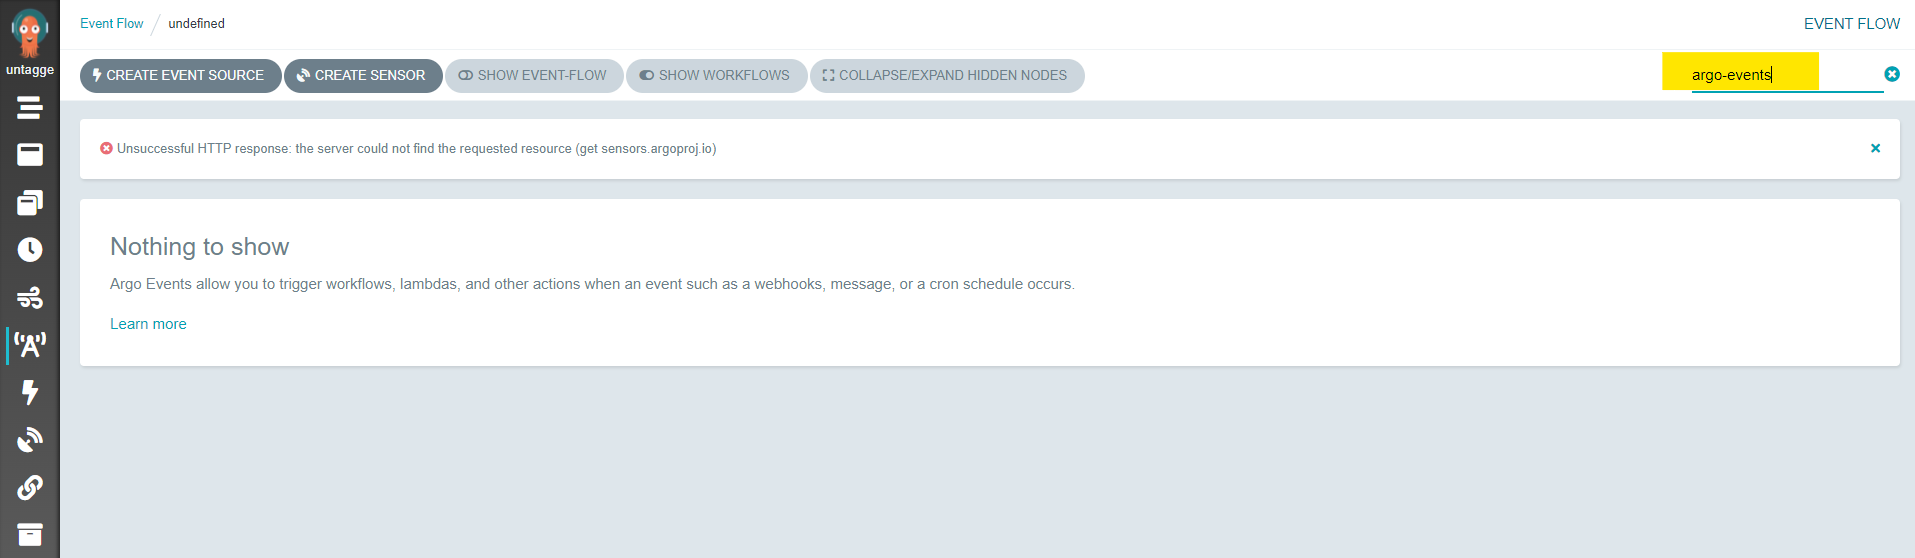 Event Flow / undefined
EVENT FLOW
untagge
CREATE EVENT SOURCE
CREATE SENSOR
SHOW EVENT-FLOW
SHOW WORKFLOWS
COLLAPSE/EXPAND HIDDEN NODES
argo-events
Unsuccessful HTTP response: the server could not find the requested resource (get sensors.argoproj.io)
Nothing to show
Argo Events allow you to trigger workflows, lambdas, and other actions when an event such as a webhooks, message, or a cron schedule occurs.
Learn more